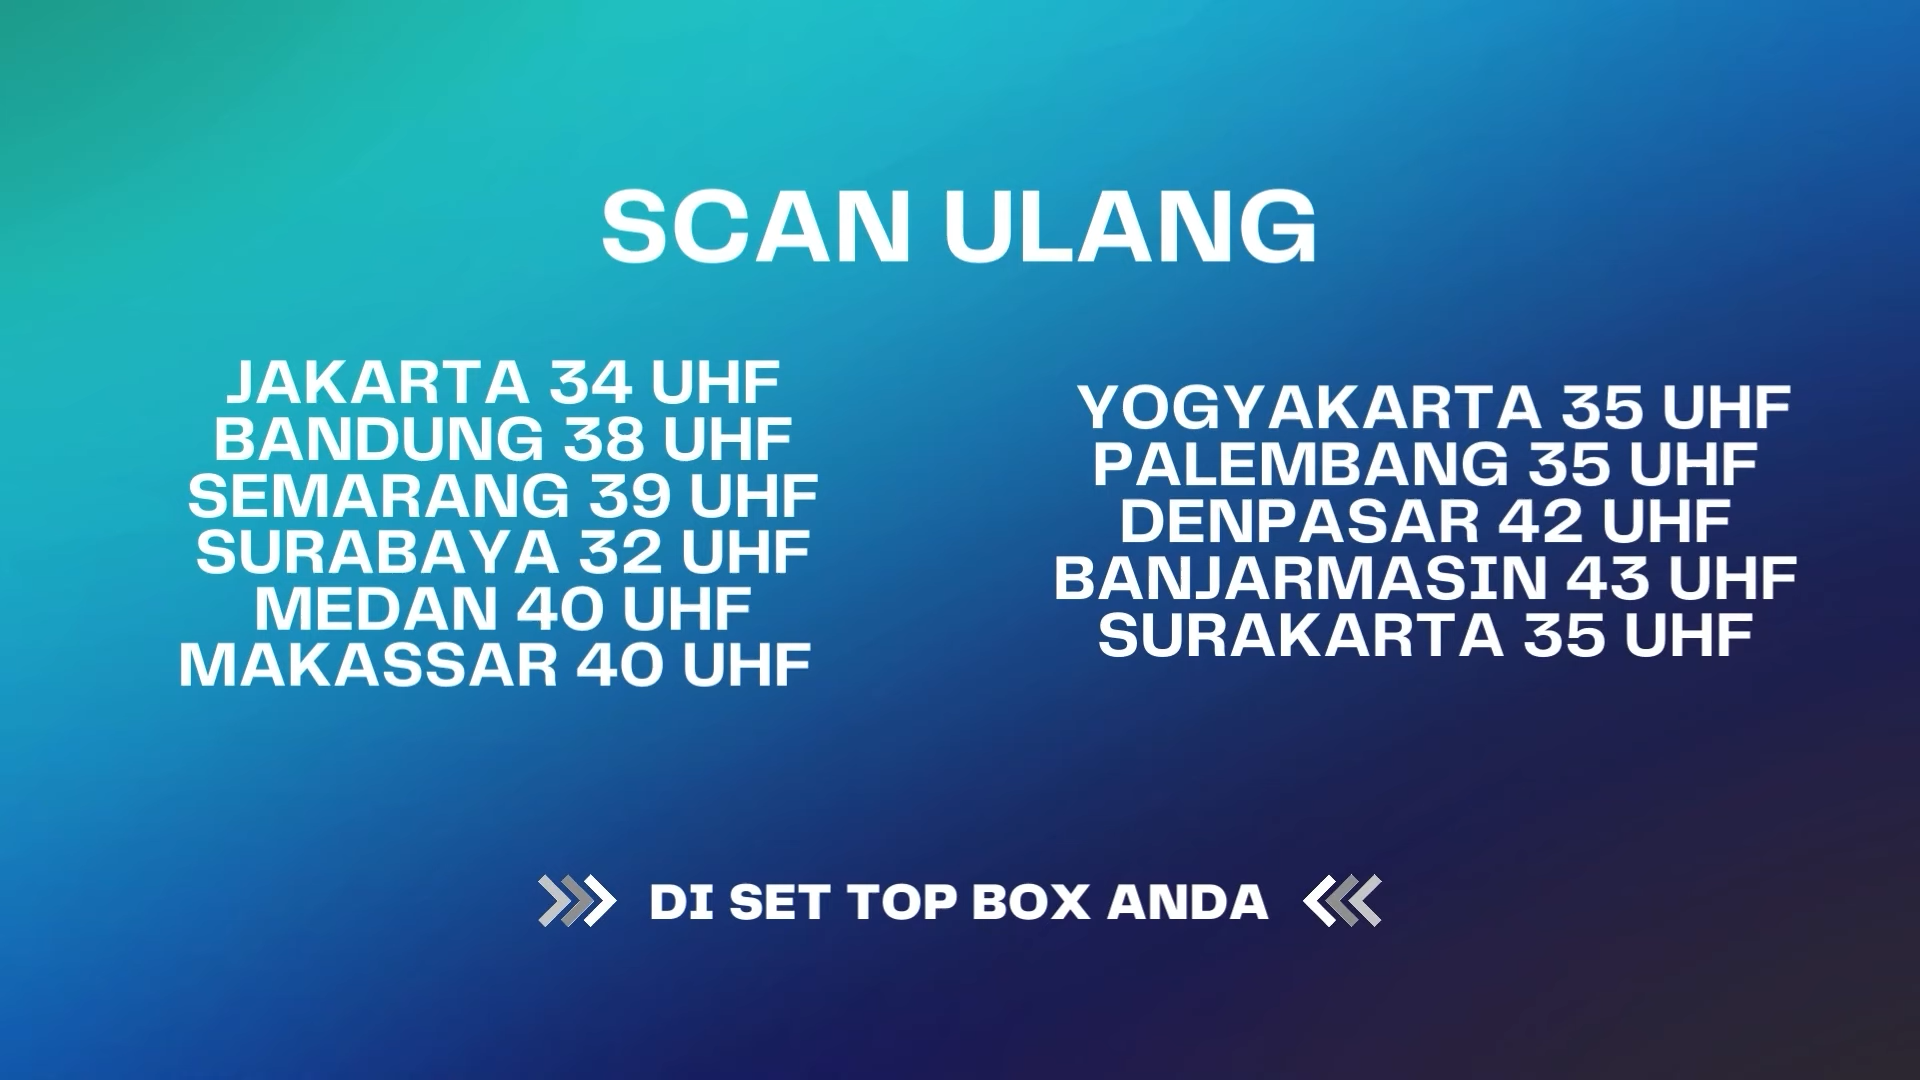 SCAN ULANG
JAKARTA 34 UHF
BANDUNG 38 UHF
SEMARANG 39 UHF
SURABAYA 32 UHF
MEDAN 40 UHF
MAKASSAR 40 UHF
YOGYAKARTA 35 UHF
PALEMBANG 35 UHF
DENPASAR 42 UHF
BANJARMASIN 43 UHF
SURAKARTA 35 UHF
DI SET TOP BOX ANDA